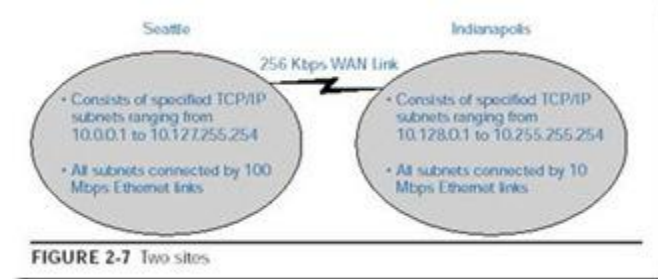 Seattle
Indianapolis
256 Kbps WAN Link
• Consists of specified TCP/IP
subnets ranging from
10.0.0.1 to 10.127.255.254
• All subnets connected by 100
Mbps Ethernet links
• Consists of specified TCP/IP
subnets ranging from
10.128.0.1 to 10.255.255.254
• All subnets connected by 10
Mbps Ethernet links
FIGURE 2-7 Two sites